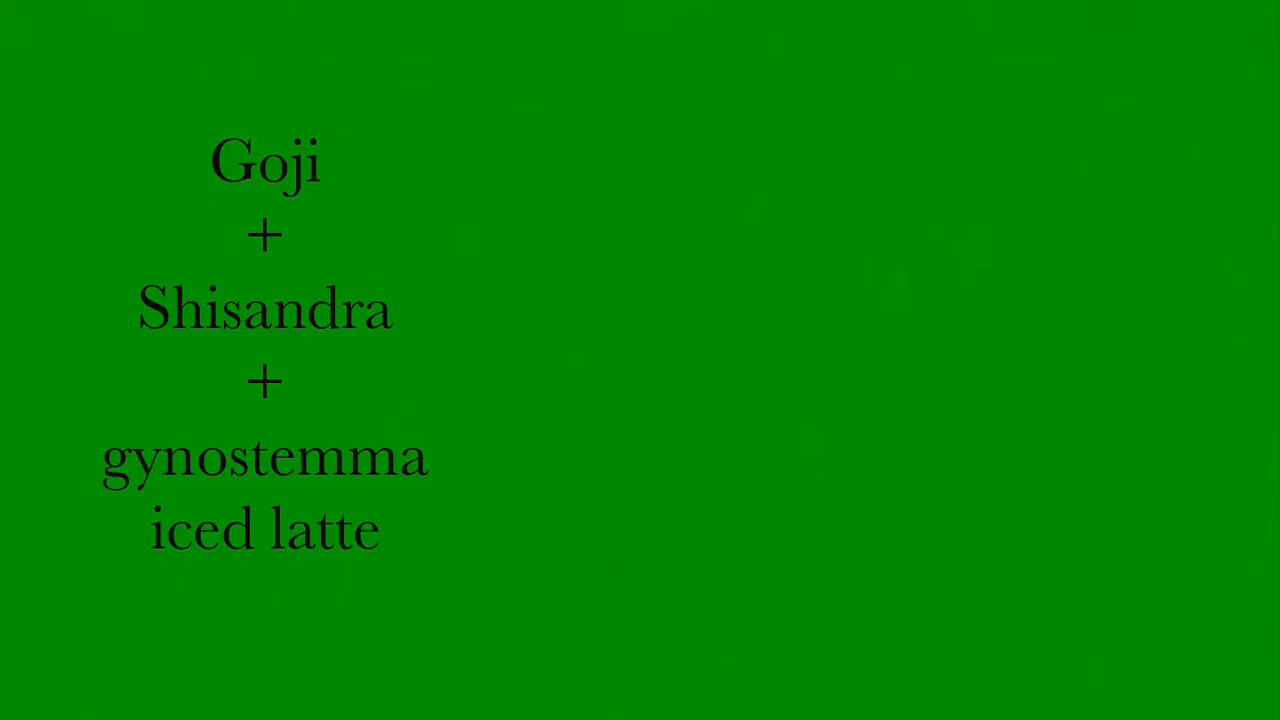 Goji
+
Shisandra
+
gynostemma
iced latte